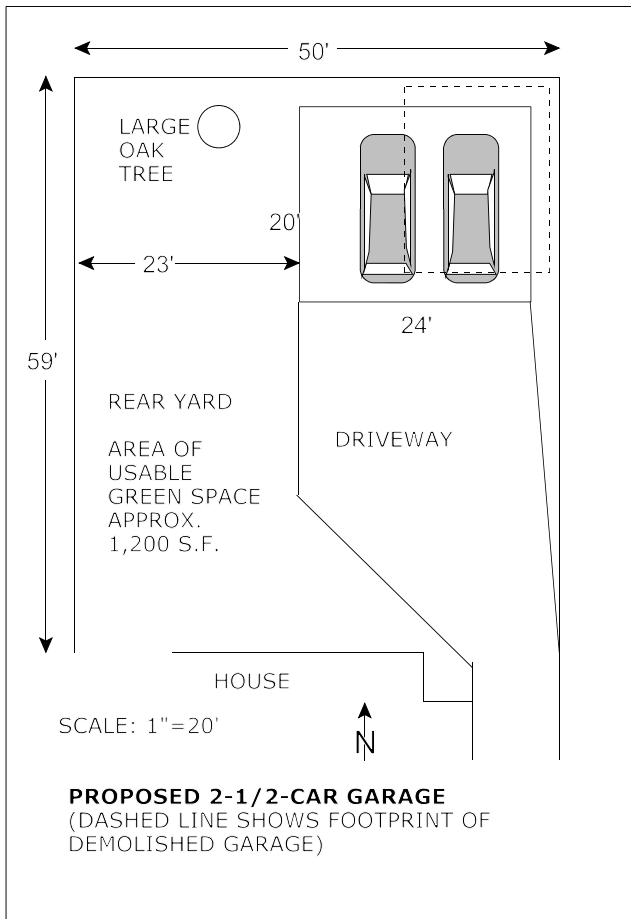 50'
LARGE
OAK
TREE
20'
23'
24'
59'
REAR YARD
DRIVEWAY
AREA OF
USABLE
GREEN SPACE
APPROX.
1,200 S.F.
HOUSE
SCALE: 1"=20'
N
PROPOSED 2-1/2-CAR GARAGE
(DASHED LINE SHOWS FOOTPRINT OF
DEMOLISHED GARAGE)